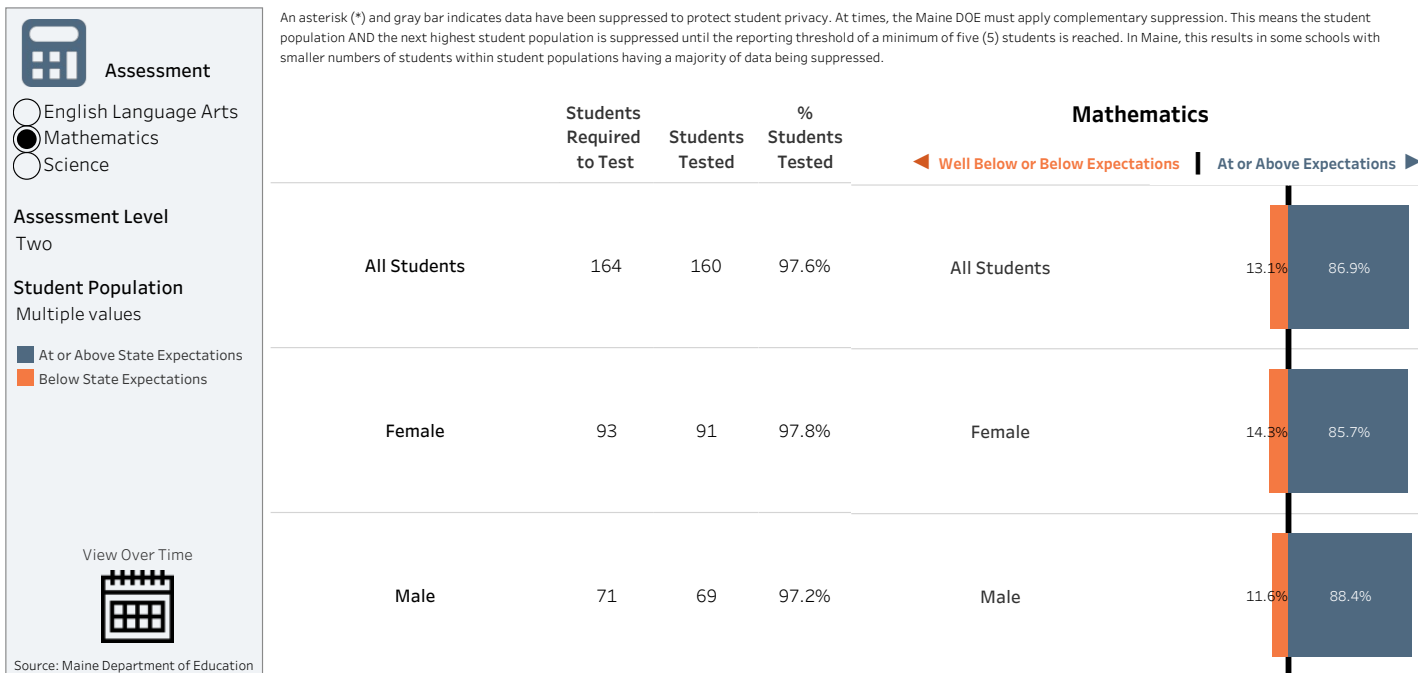 An asterisk (*) and gray bar indicates data have been suppressed to protect student privacy. At times, the Maine DOE must apply complementary suppression. This means the student
population AND the next highest student population is suppressed until the reporting threshold of a minimum of five (5) students is reached. In Maine, this results in some schools with
smaller numbers of students within student populations having a majority of data being suppressed.
Assessment
English Language Arts
Mathematics
Science
Assessment Level
Two
Student Population
Multiple values
At or Above State Expectations
Below State Expectations
View Over Time
Source: Maine Department of Education
Students Required to Test
Students Tested
% Students Tested
Mathematics
Well Below or Below Expectations
At or Above Expectations
All Students 164 160 97.6% All Students 13.1% 86.9%
Female 93 91 97.8% Female 14.3% 85.7%
Male 71 69 97.2% Male 11.6% 88.4%